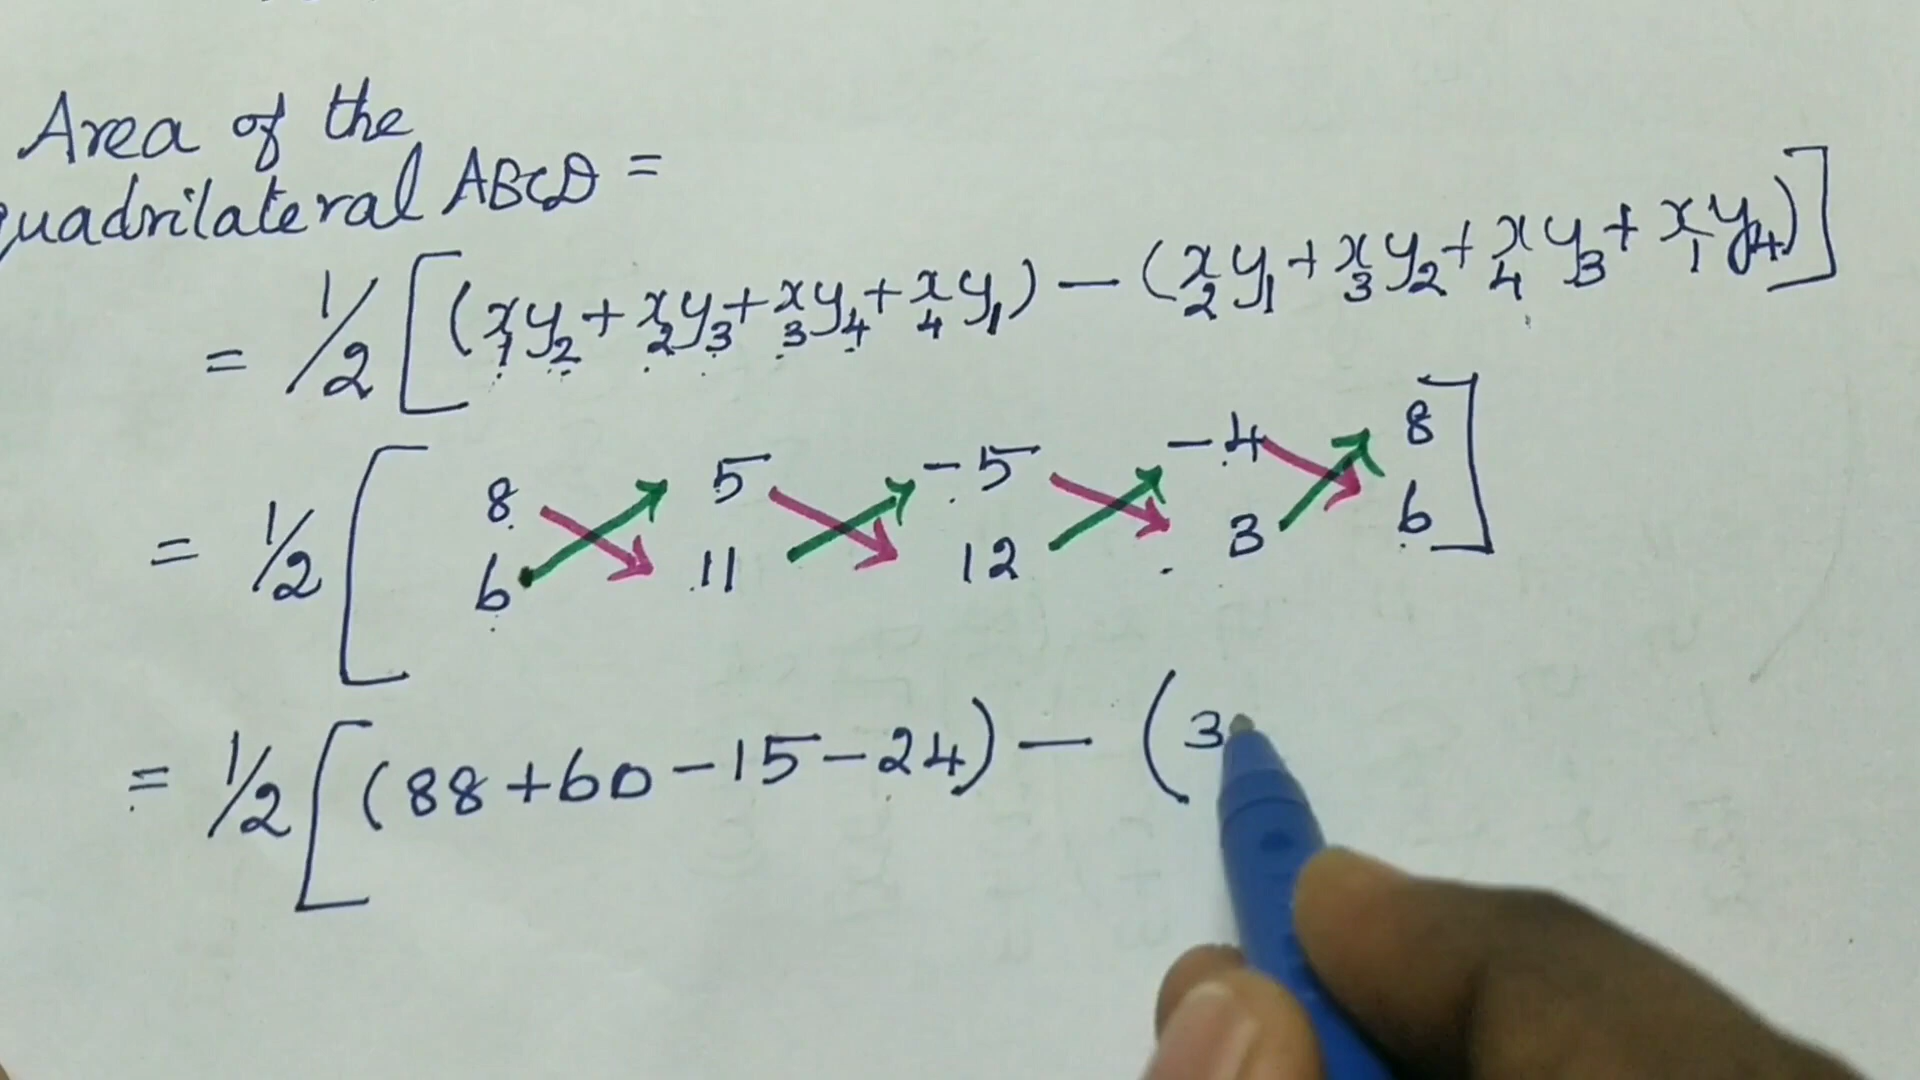 Area of the
quadrilateral ABCD =
= 1/2 [(x₁y₂ + x₂y₃ + x₃y₄ + x₄y₁) − (x₂y₁ + x₃y₂ + x₄y₃ + x₁y₄)]
= 1/2 [ 8 5 −5 −4 8
6 11 12 3 6 ]
= 1/2 [(88 + 60 − 15 − 24) − (3